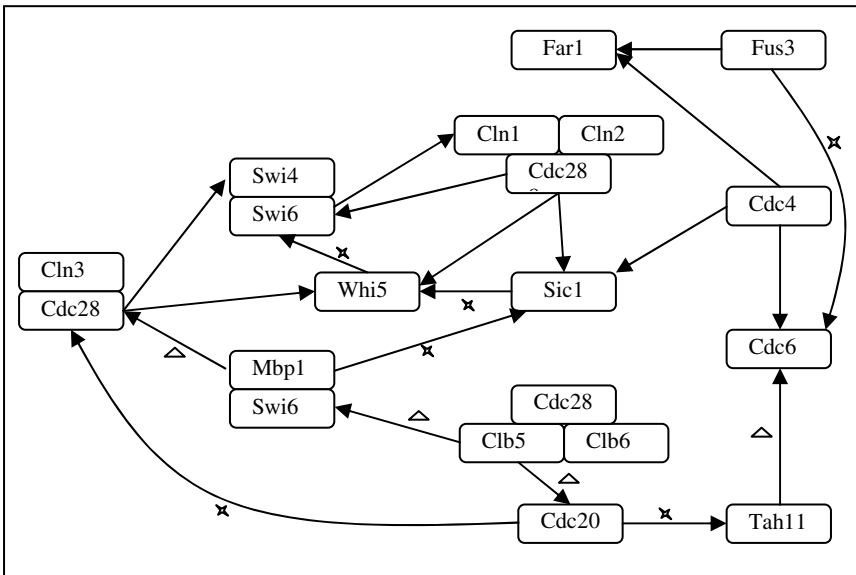 Far1 Fus3
Cln1 Cln2
Swi4 Cdc28
Swi6 Cdc4
Cln3
Cdc28 Whi5 Sic1
Mbp1 Cdc6
Swi6 Cdc28
Clb5 Clb6
Cdc20 Tah11